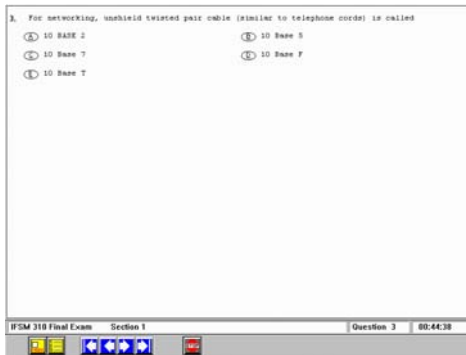 3. For networking, unshield twisted pair cable (similar to telephone cords) is called
A 10 BASE 2 B 10 Base 5
C 10 Base 7 D 10 Base F
E 10 Base T
IFSM 310 Final Exam Section 1 Question 3 00:44:38